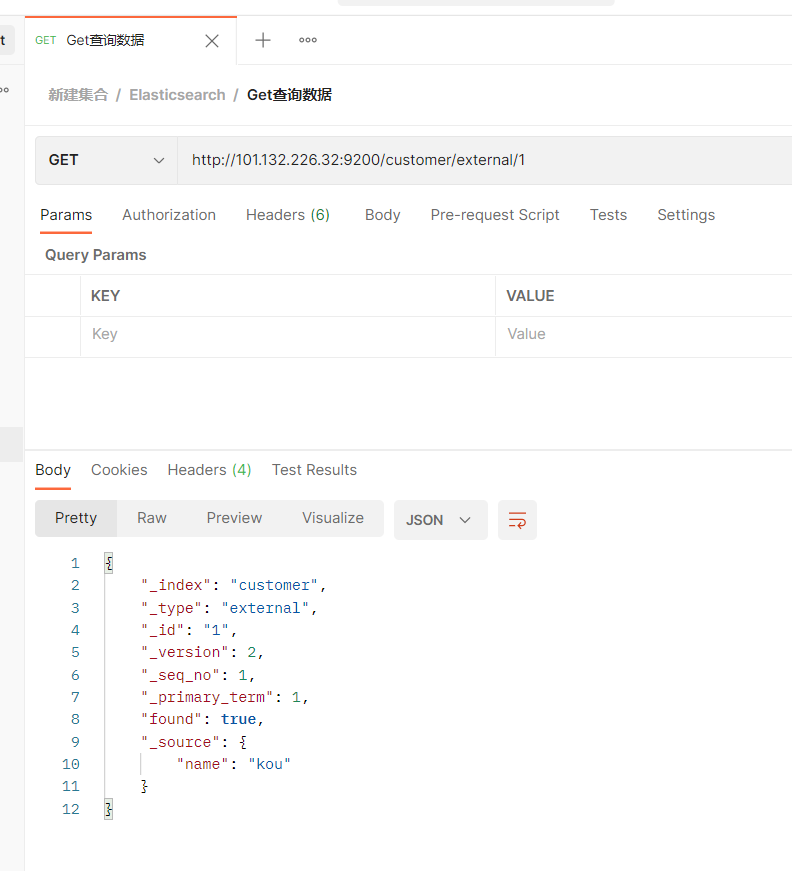 t GET Get查询数据
新建集合 / Elasticsearch / Get查询数据
GET http://101.132.226.32:9200/customer/external/1
Params Authorization Headers (6) Body Pre-request Script Tests Settings
Query Params
KEY VALUE
Key Value
Body Cookies Headers (4) Test Results
Pretty Raw Preview Visualize JSON
1 {
2 "_index": "customer",
3 "_type": "external",
4 "_id": "1",
5 "_version": 2,
6 "_seq_no": 1,
7 "_primary_term": 1,
8 "found": true,
9 "_source": {
10 "name": "kou"
11 }
12 }